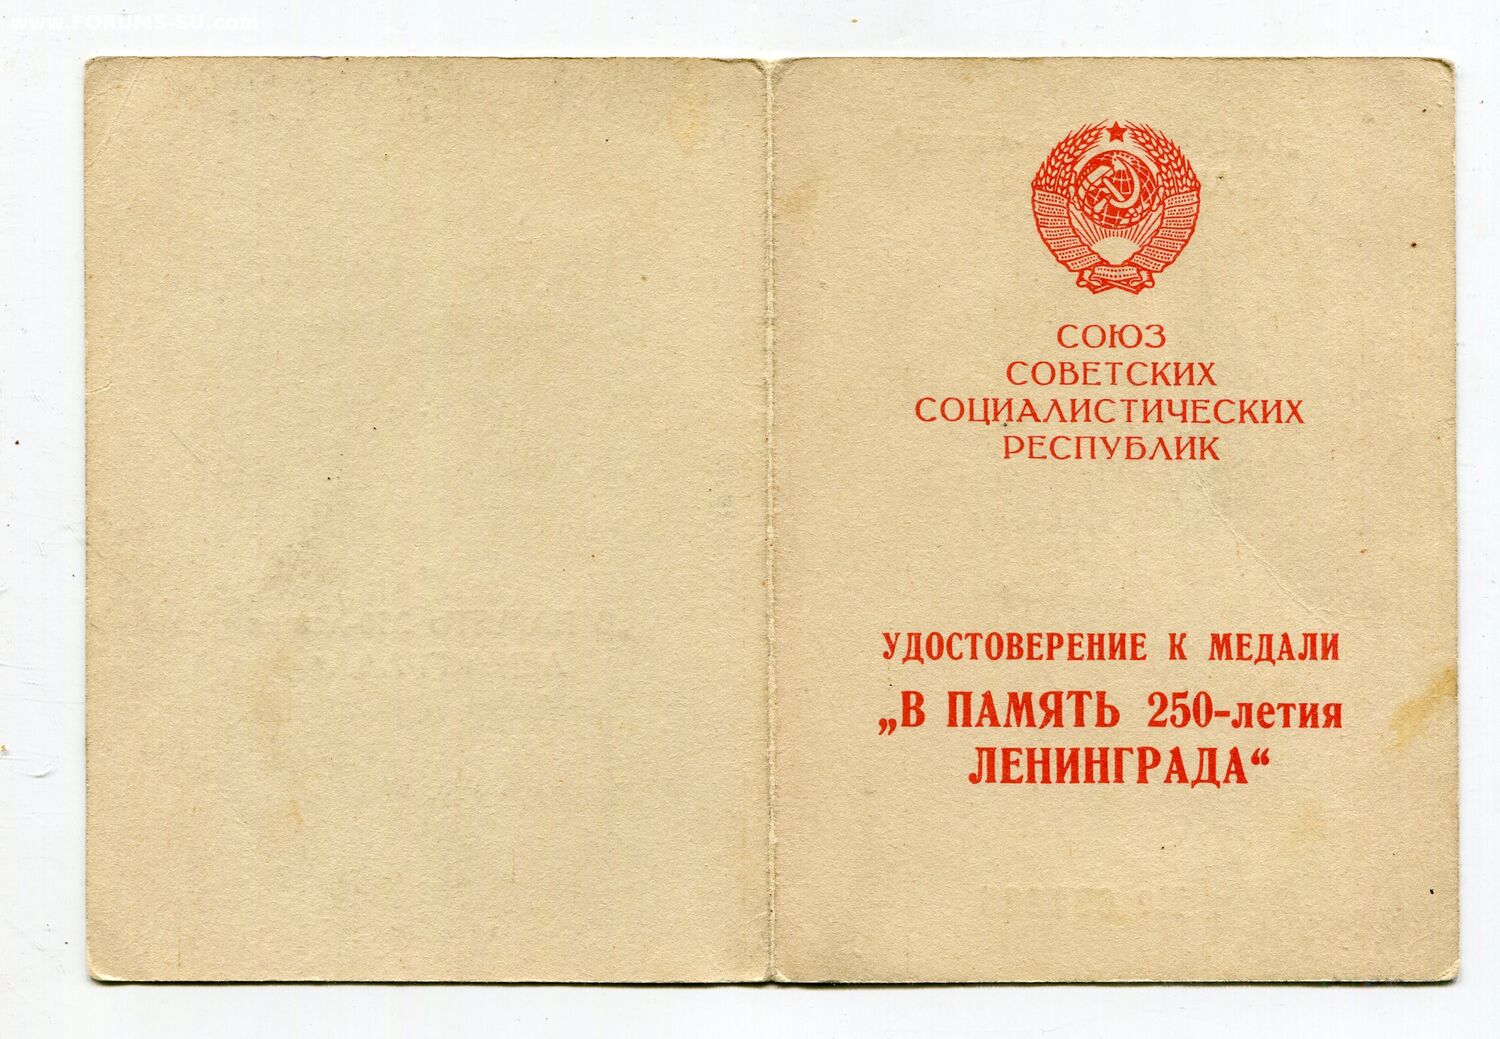 www.FORUMS-SU.com
СОЮЗ
СОВЕТСКИХ
СОЦИАЛИСТИЧЕСКИХ
РЕСПУБЛИК
УДОСТОВЕРЕНИЕ К МЕДАЛИ
„В ПАМЯТЬ 250-летия
ЛЕНИНГРАДА“